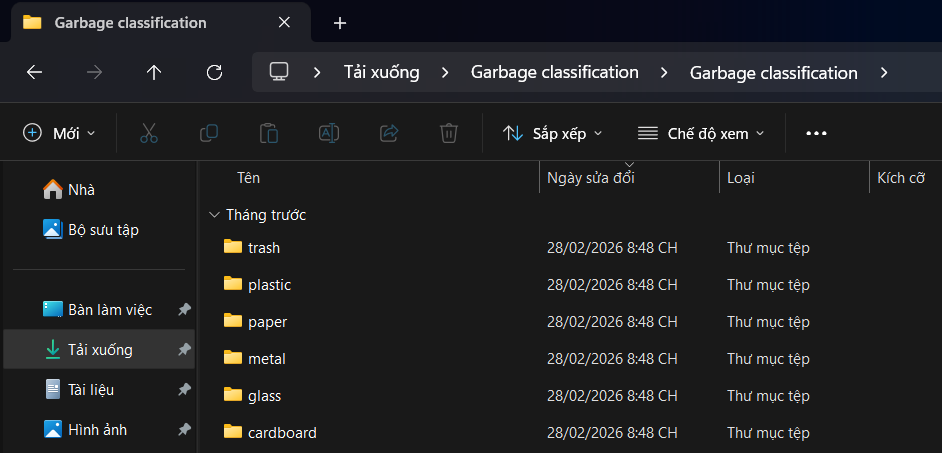 Garbage classification
Tải xuống > Garbage classification > Garbage classification >
Mới Sắp xếp Chế độ xem
Nhà
Bộ sưu tập
Bàn làm việc
Tải xuống
Tài liệu
Hình ảnh
Tên Ngày sửa đổi Loại Kích cỡ
Tháng trước
trash 28/02/2026 8:48 CH Thư mục tệp
plastic 28/02/2026 8:48 CH Thư mục tệp
paper 28/02/2026 8:48 CH Thư mục tệp
metal 28/02/2026 8:48 CH Thư mục tệp
glass 28/02/2026 8:48 CH Thư mục tệp
cardboard 28/02/2026 8:48 CH Thư mục tệp